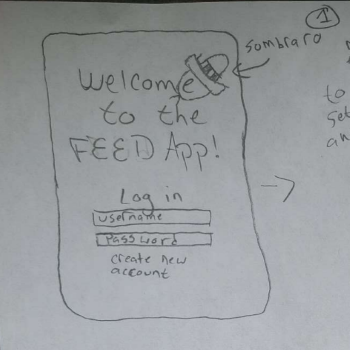 1
sombraro
Welcome
to the
FEED App!
Log in
username
Password
create new
account
to
set
an